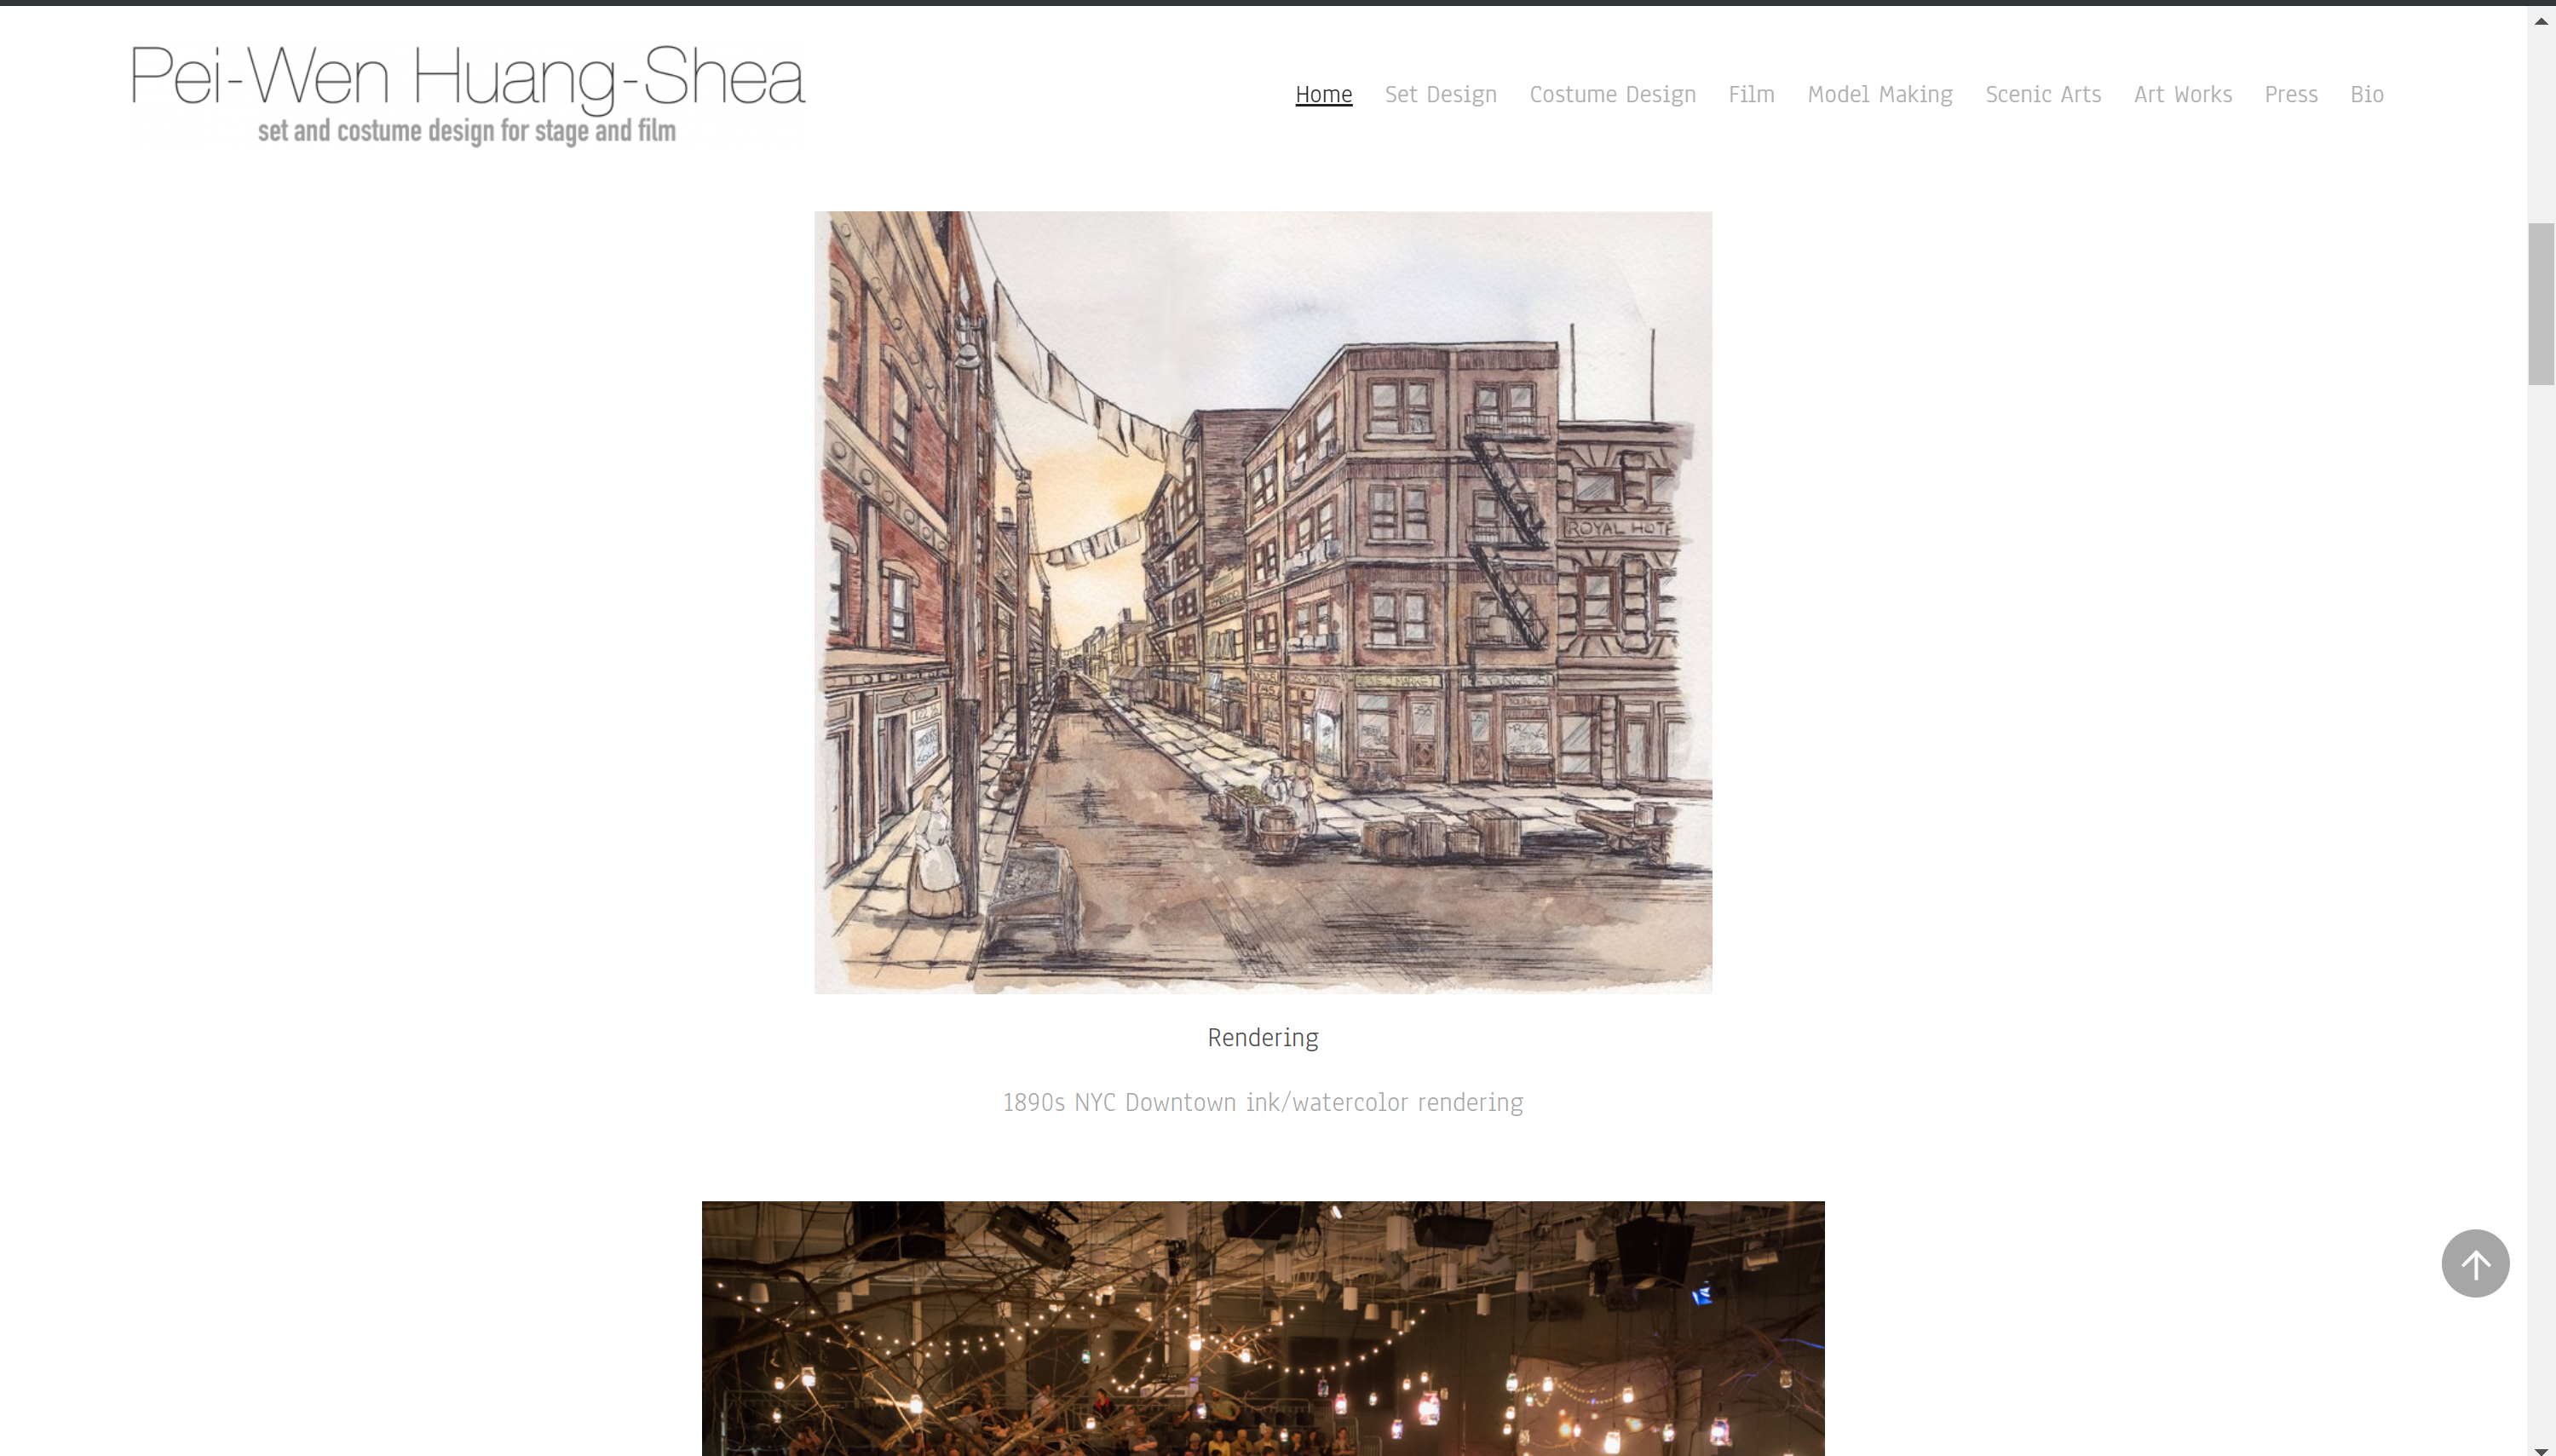 Pei-Wen Huang-Shea
set and costume design for stage and film
Home Set Design Costume Design Film Model Making Scenic Arts Art Works Press Bio
ROYAL HOTE
MARKET
Rendering
1890s NYC Downtown ink/watercolor rendering